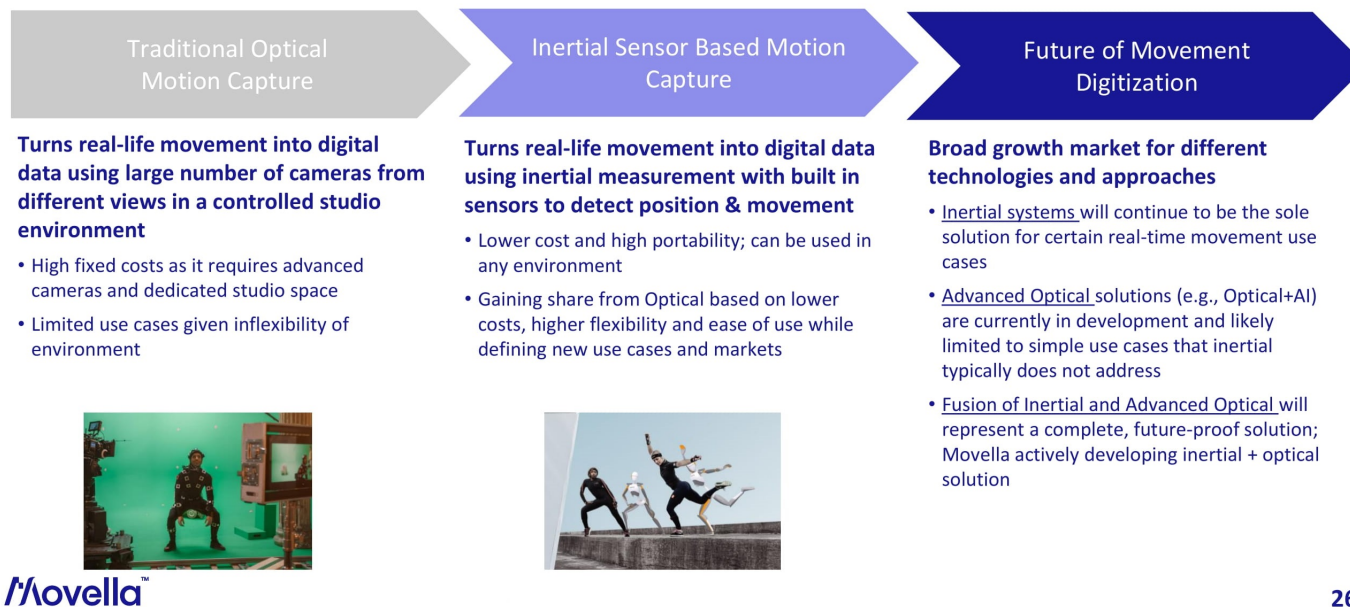 Traditional Optical
Motion Capture
Turns real-life movement into digital
data using large number of cameras from
different views in a controlled studio
environment
• High fixed costs as it requires advanced
cameras and dedicated studio space
• Limited use cases given inflexibility of
environment
Inertial Sensor Based Motion
Capture
Turns real-life movement into digital data
using inertial measurement with built in
sensors to detect position & movement
• Lower cost and high portability; can be used in
any environment
• Gaining share from Optical based on lower
costs, higher flexibility and ease of use while
defining new use cases and markets
Future of Movement
Digitization
Broad growth market for different
technologies and approaches
• Inertial systems will continue to be the sole
solution for certain real-time movement use
cases
• Advanced Optical solutions (e.g., Optical+AI)
are currently in development and likely
limited to simple use cases that inertial
typically does not address
• Fusion of Inertial and Advanced Optical will
represent a complete, future-proof solution;
Movella actively developing inertial + optical
solution
Movella™
26